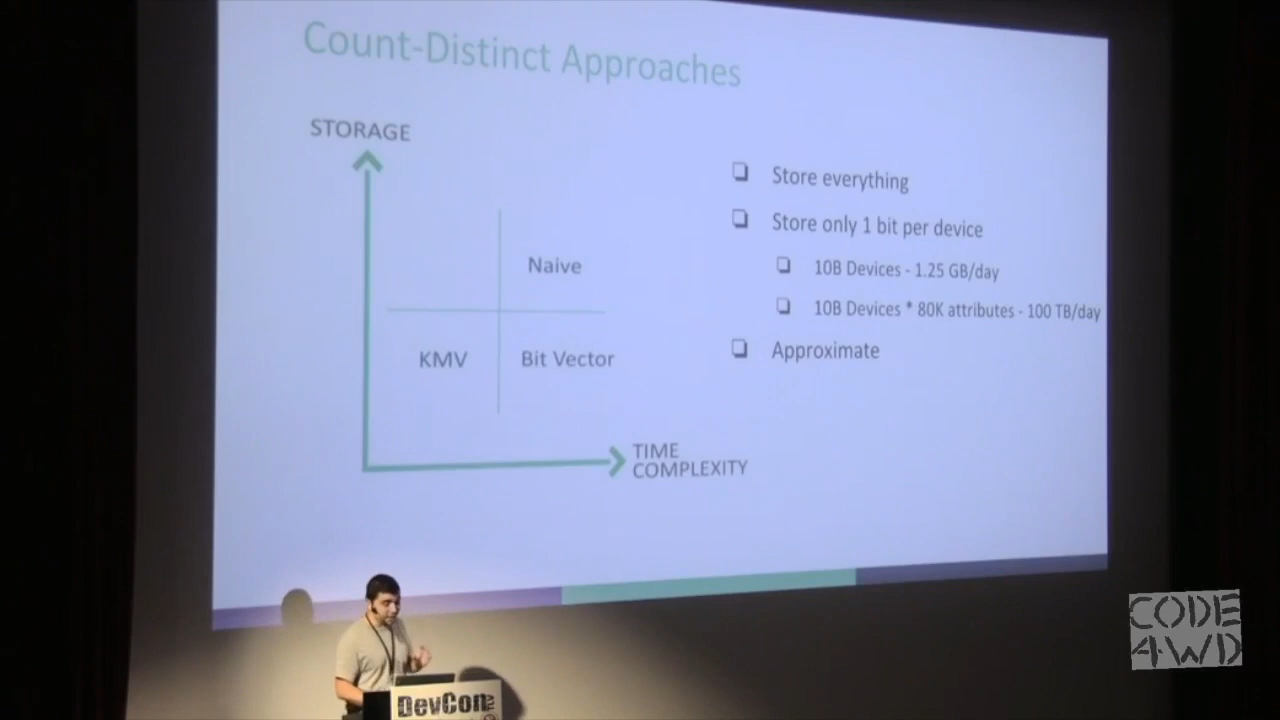 Count-Distinct Approaches
STORAGE
Naive
KMV
Bit Vector
TIME
COMPLEXITY
❏ Store everything
❏ Store only 1 bit per device
❏ 10B Devices - 1.25 GB/day
❏ 10B Devices * 80K attributes - 100 TB/day
❏ Approximate
CODE
4WD
DevCon